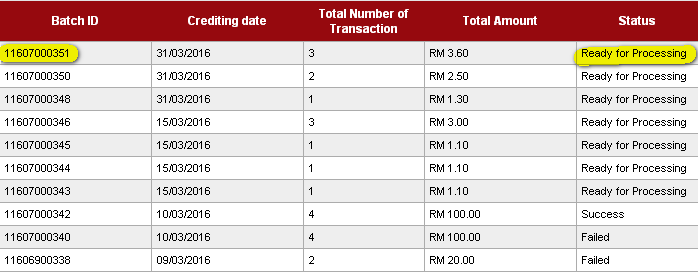 Batch ID Crediting date Total Number of Transaction Total Amount Status
11607000351 31/03/2016 3 RM 3.60 Ready for Processing
11607000350 31/03/2016 2 RM 2.50 Ready for Processing
11607000348 31/03/2016 1 RM 1.30 Ready for Processing
11607000346 15/03/2016 3 RM 3.00 Ready for Processing
11607000345 15/03/2016 1 RM 1.10 Ready for Processing
11607000344 15/03/2016 1 RM 1.10 Ready for Processing
11607000343 15/03/2016 1 RM 1.10 Ready for Processing
11607000342 10/03/2016 4 RM 100.00 Success
11607000340 10/03/2016 4 RM 100.00 Failed
11606900338 09/03/2016 2 RM 20.00 Failed